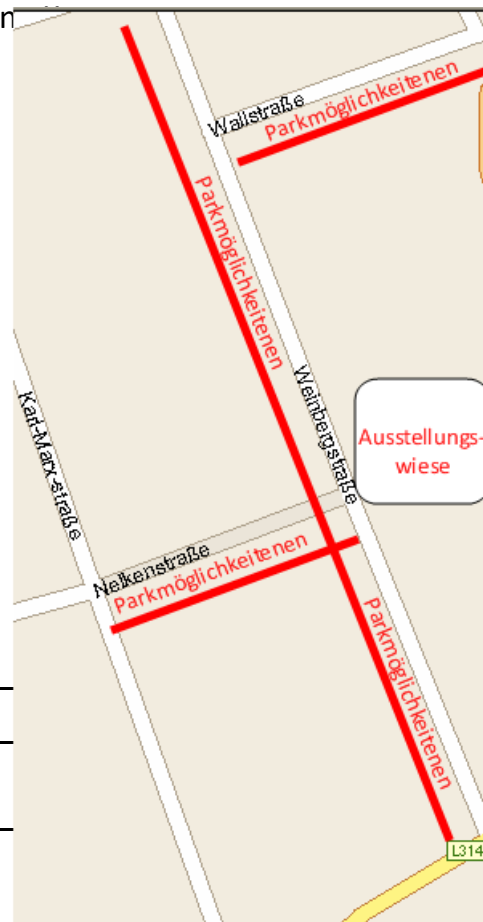 n
Wallstraße
Parkmöglichkeitenen
Parkmöglichkeitenen
Weinbergstraße
Karl-Marx-straße
Ausstellungs-
wiese
Nelkenstraße
Parkmöglichkeitenen
Parkmöglichkeitenen
L314